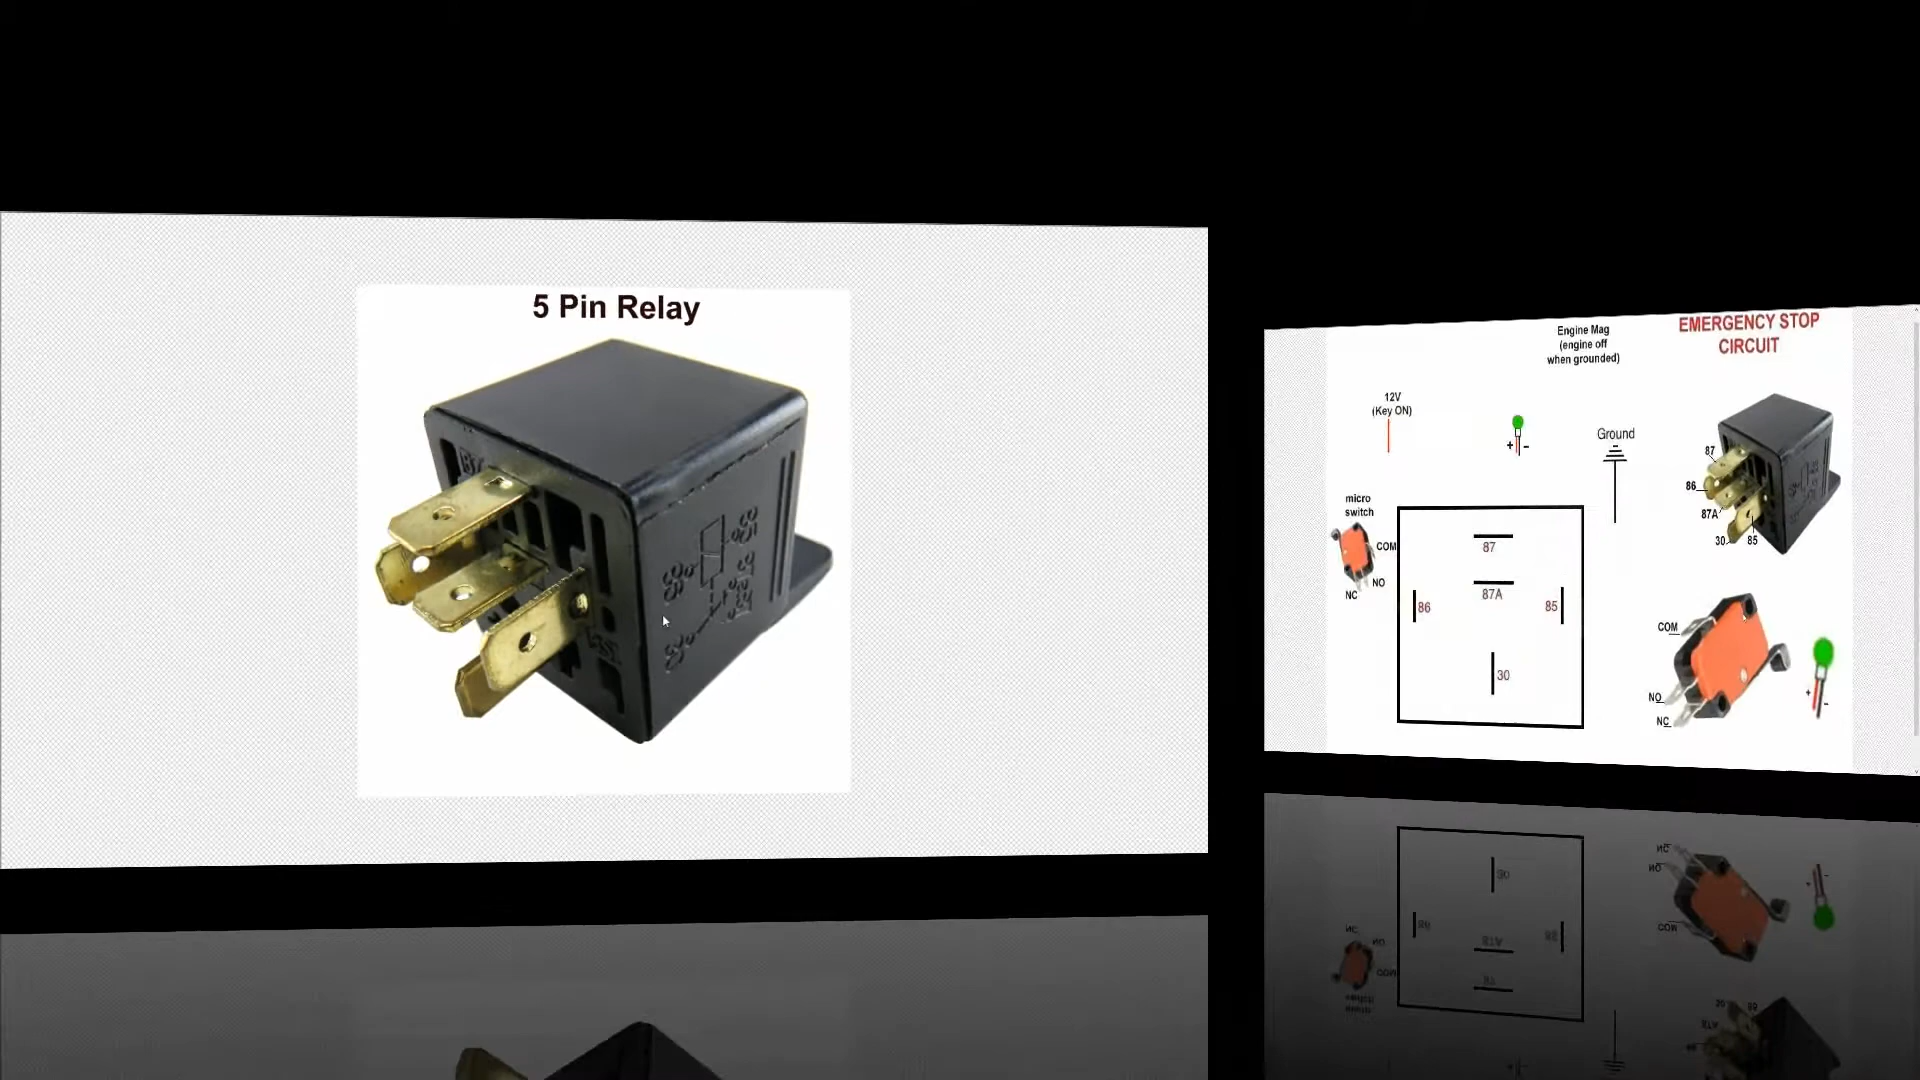 5 Pin Relay
87
EMERGENCY STOP
CIRCUIT
Engine Mag
(engine off
when grounded)
12V
(Key ON)
+ -
Ground
micro
switch
COM
NO
NC
87
87A
86
85
30
87
86
87A
30
85
COM
NO
NC
+
-